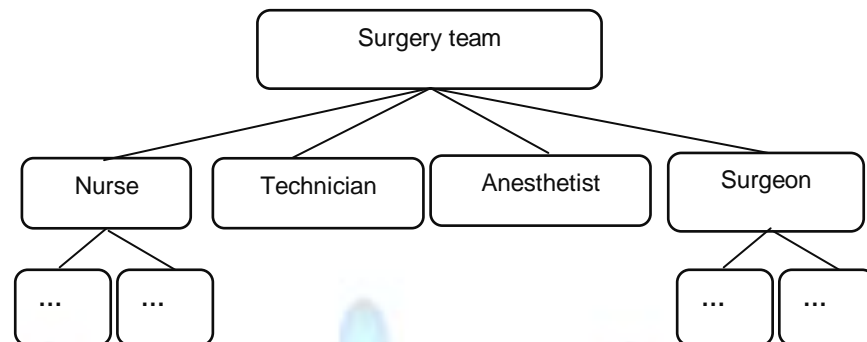 Surgery team
Nurse
Technician
Anesthetist
Surgeon
...
...
...
...